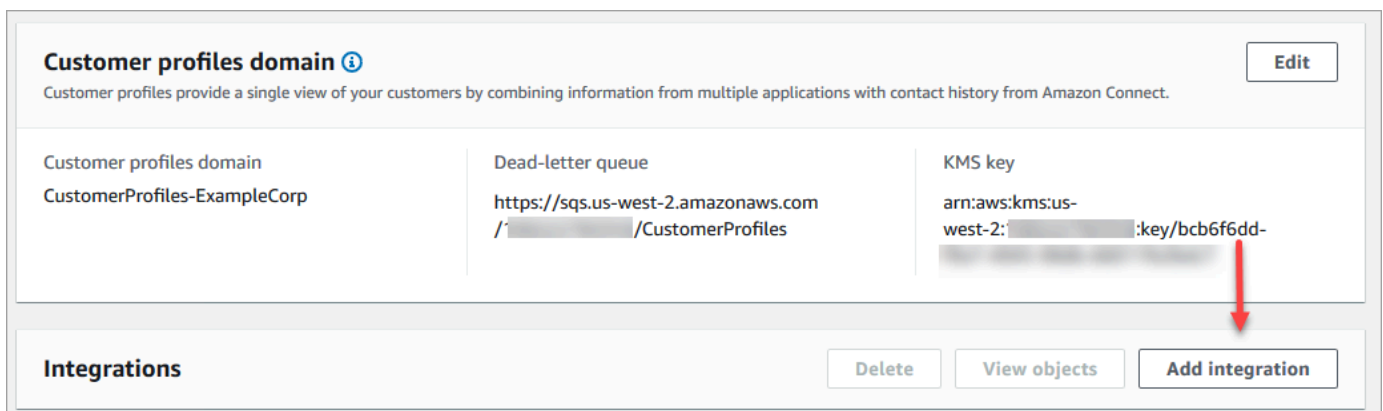 Customer profiles domain
Edit
Customer profiles provide a single view of your customers by combining information from multiple applications with contact history from Amazon Connect.
Customer profiles domain
CustomerProfiles-ExampleCorp
Dead-letter queue
https://sqs.us-west-2.amazonaws.com
/ /CustomerProfiles
KMS key
arn:aws:kms:us-
west-2: :key/bcb6f6dd-
Integrations
Delete
View objects
Add integration